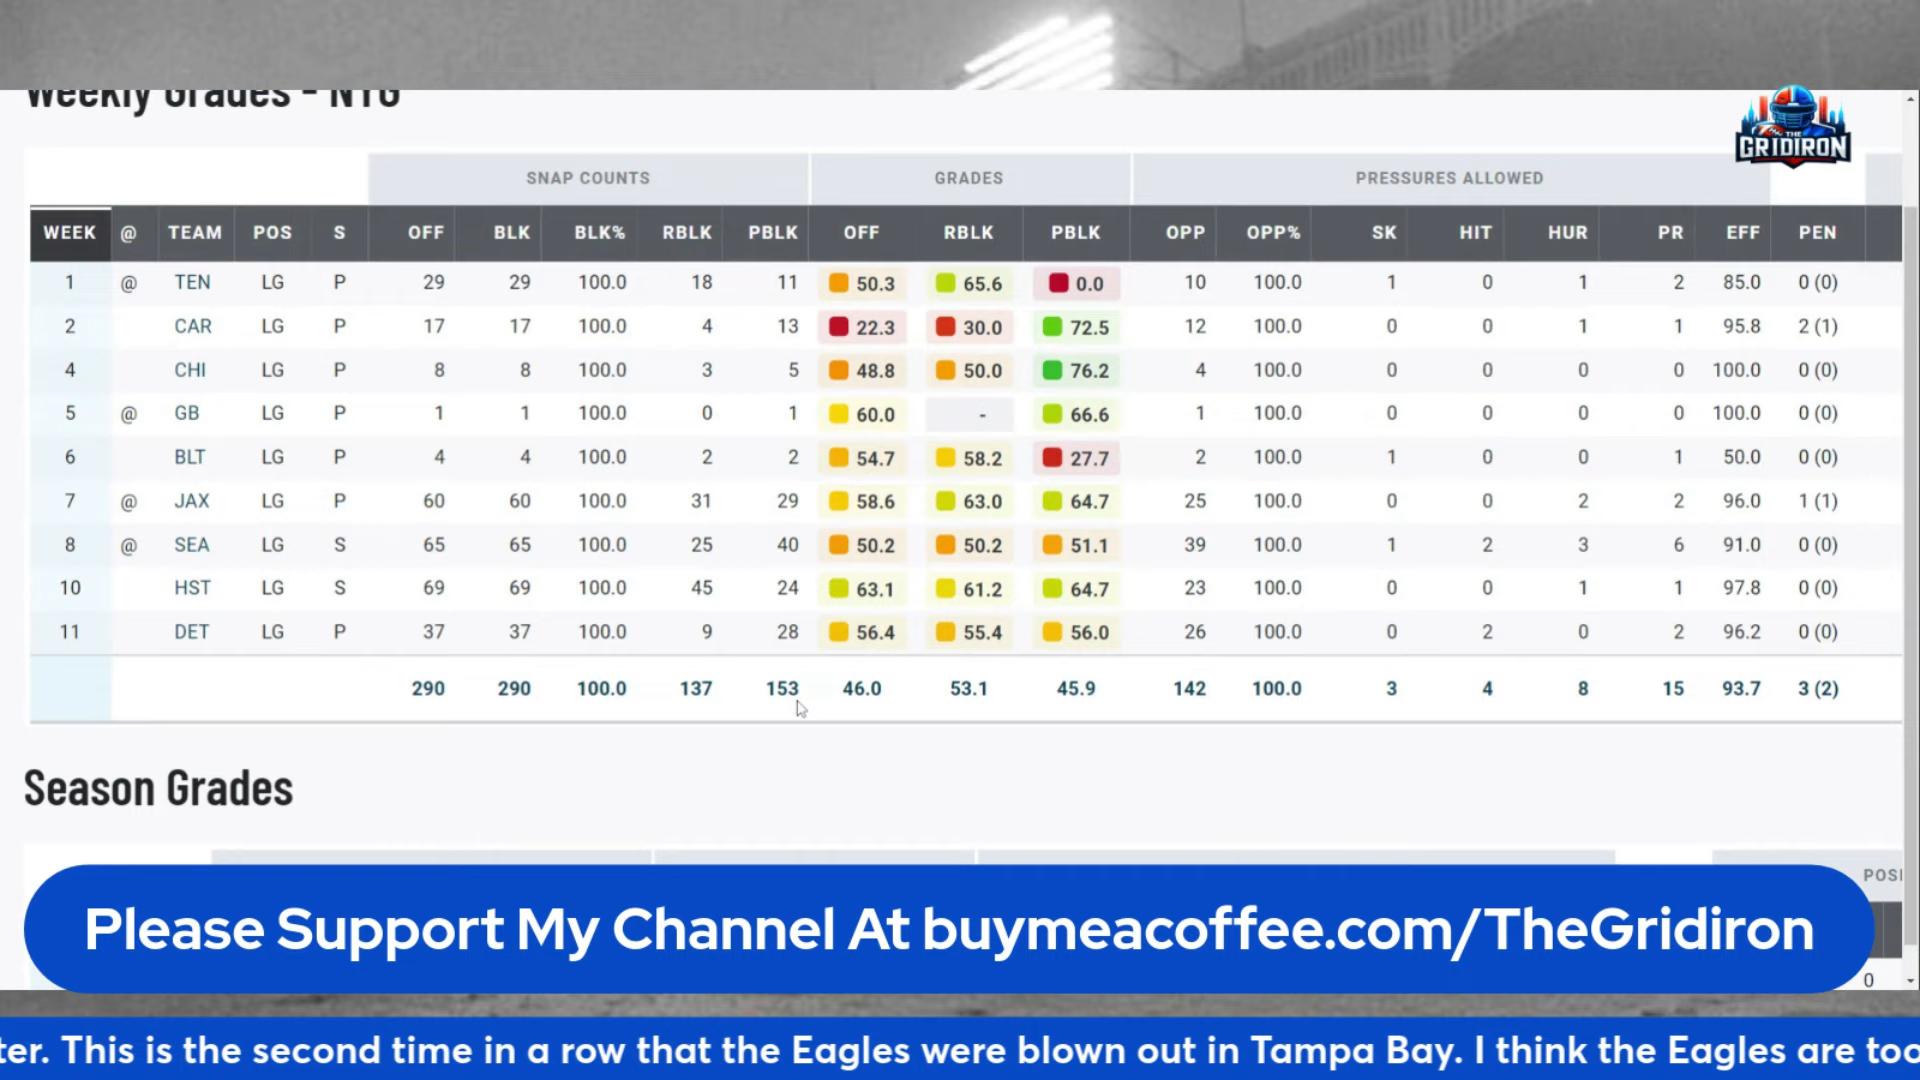 Weekly Grades - NYG
THE
GRIDIRON
SNAP COUNTS GRADES PRESSURES ALLOWED
WEEK @ TEAM POS S OFF BLK BLK% RBLK PBLK OFF RBLK PBLK OPP OPP% SK HIT HUR PR EFF PEN
1 @ TEN LG P 29 29 100.0 18 11 50.3 65.6 0.0 10 100.0 1 0 1 2 85.0 0 (0)
2 CAR LG P 17 17 100.0 4 13 22.3 30.0 72.5 12 100.0 0 0 1 1 95.8 2 (1)
4 CHI LG P 8 8 100.0 3 5 48.8 50.0 76.2 4 100.0 0 0 0 0 100.0 0 (0)
5 @ GB LG P 1 1 100.0 0 1 60.0 - 66.6 1 100.0 0 0 0 0 100.0 0 (0)
6 BLT LG P 4 4 100.0 2 2 54.7 58.2 27.7 2 100.0 1 0 0 1 50.0 0 (0)
7 @ JAX LG P 60 60 100.0 31 29 58.6 63.0 64.7 25 100.0 0 0 2 2 96.0 1 (1)
8 @ SEA LG S 65 65 100.0 25 40 50.2 50.2 51.1 39 100.0 1 2 3 6 91.0 0 (0)
10 HST LG S 69 69 100.0 45 24 63.1 61.2 64.7 23 100.0 0 0 1 1 97.8 0 (0)
11 DET LG P 37 37 100.0 9 28 56.4 55.4 56.0 26 100.0 0 2 0 2 96.2 0 (0)
290 290 100.0 137 153 46.0 53.1 45.9 142 100.0 3 4 8 15 93.7 3 (2)
Season Grades
POSI
Please Support My Channel At buymeacoffee.com/TheGridiron
0
ter. This is the second time in a row that the Eagles were blown out in Tampa Bay. I think the Eagles are too